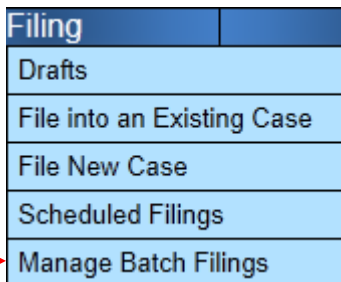 Filing
Drafts
File into an Existing Case
File New Case
Scheduled Filings
Manage Batch Filings